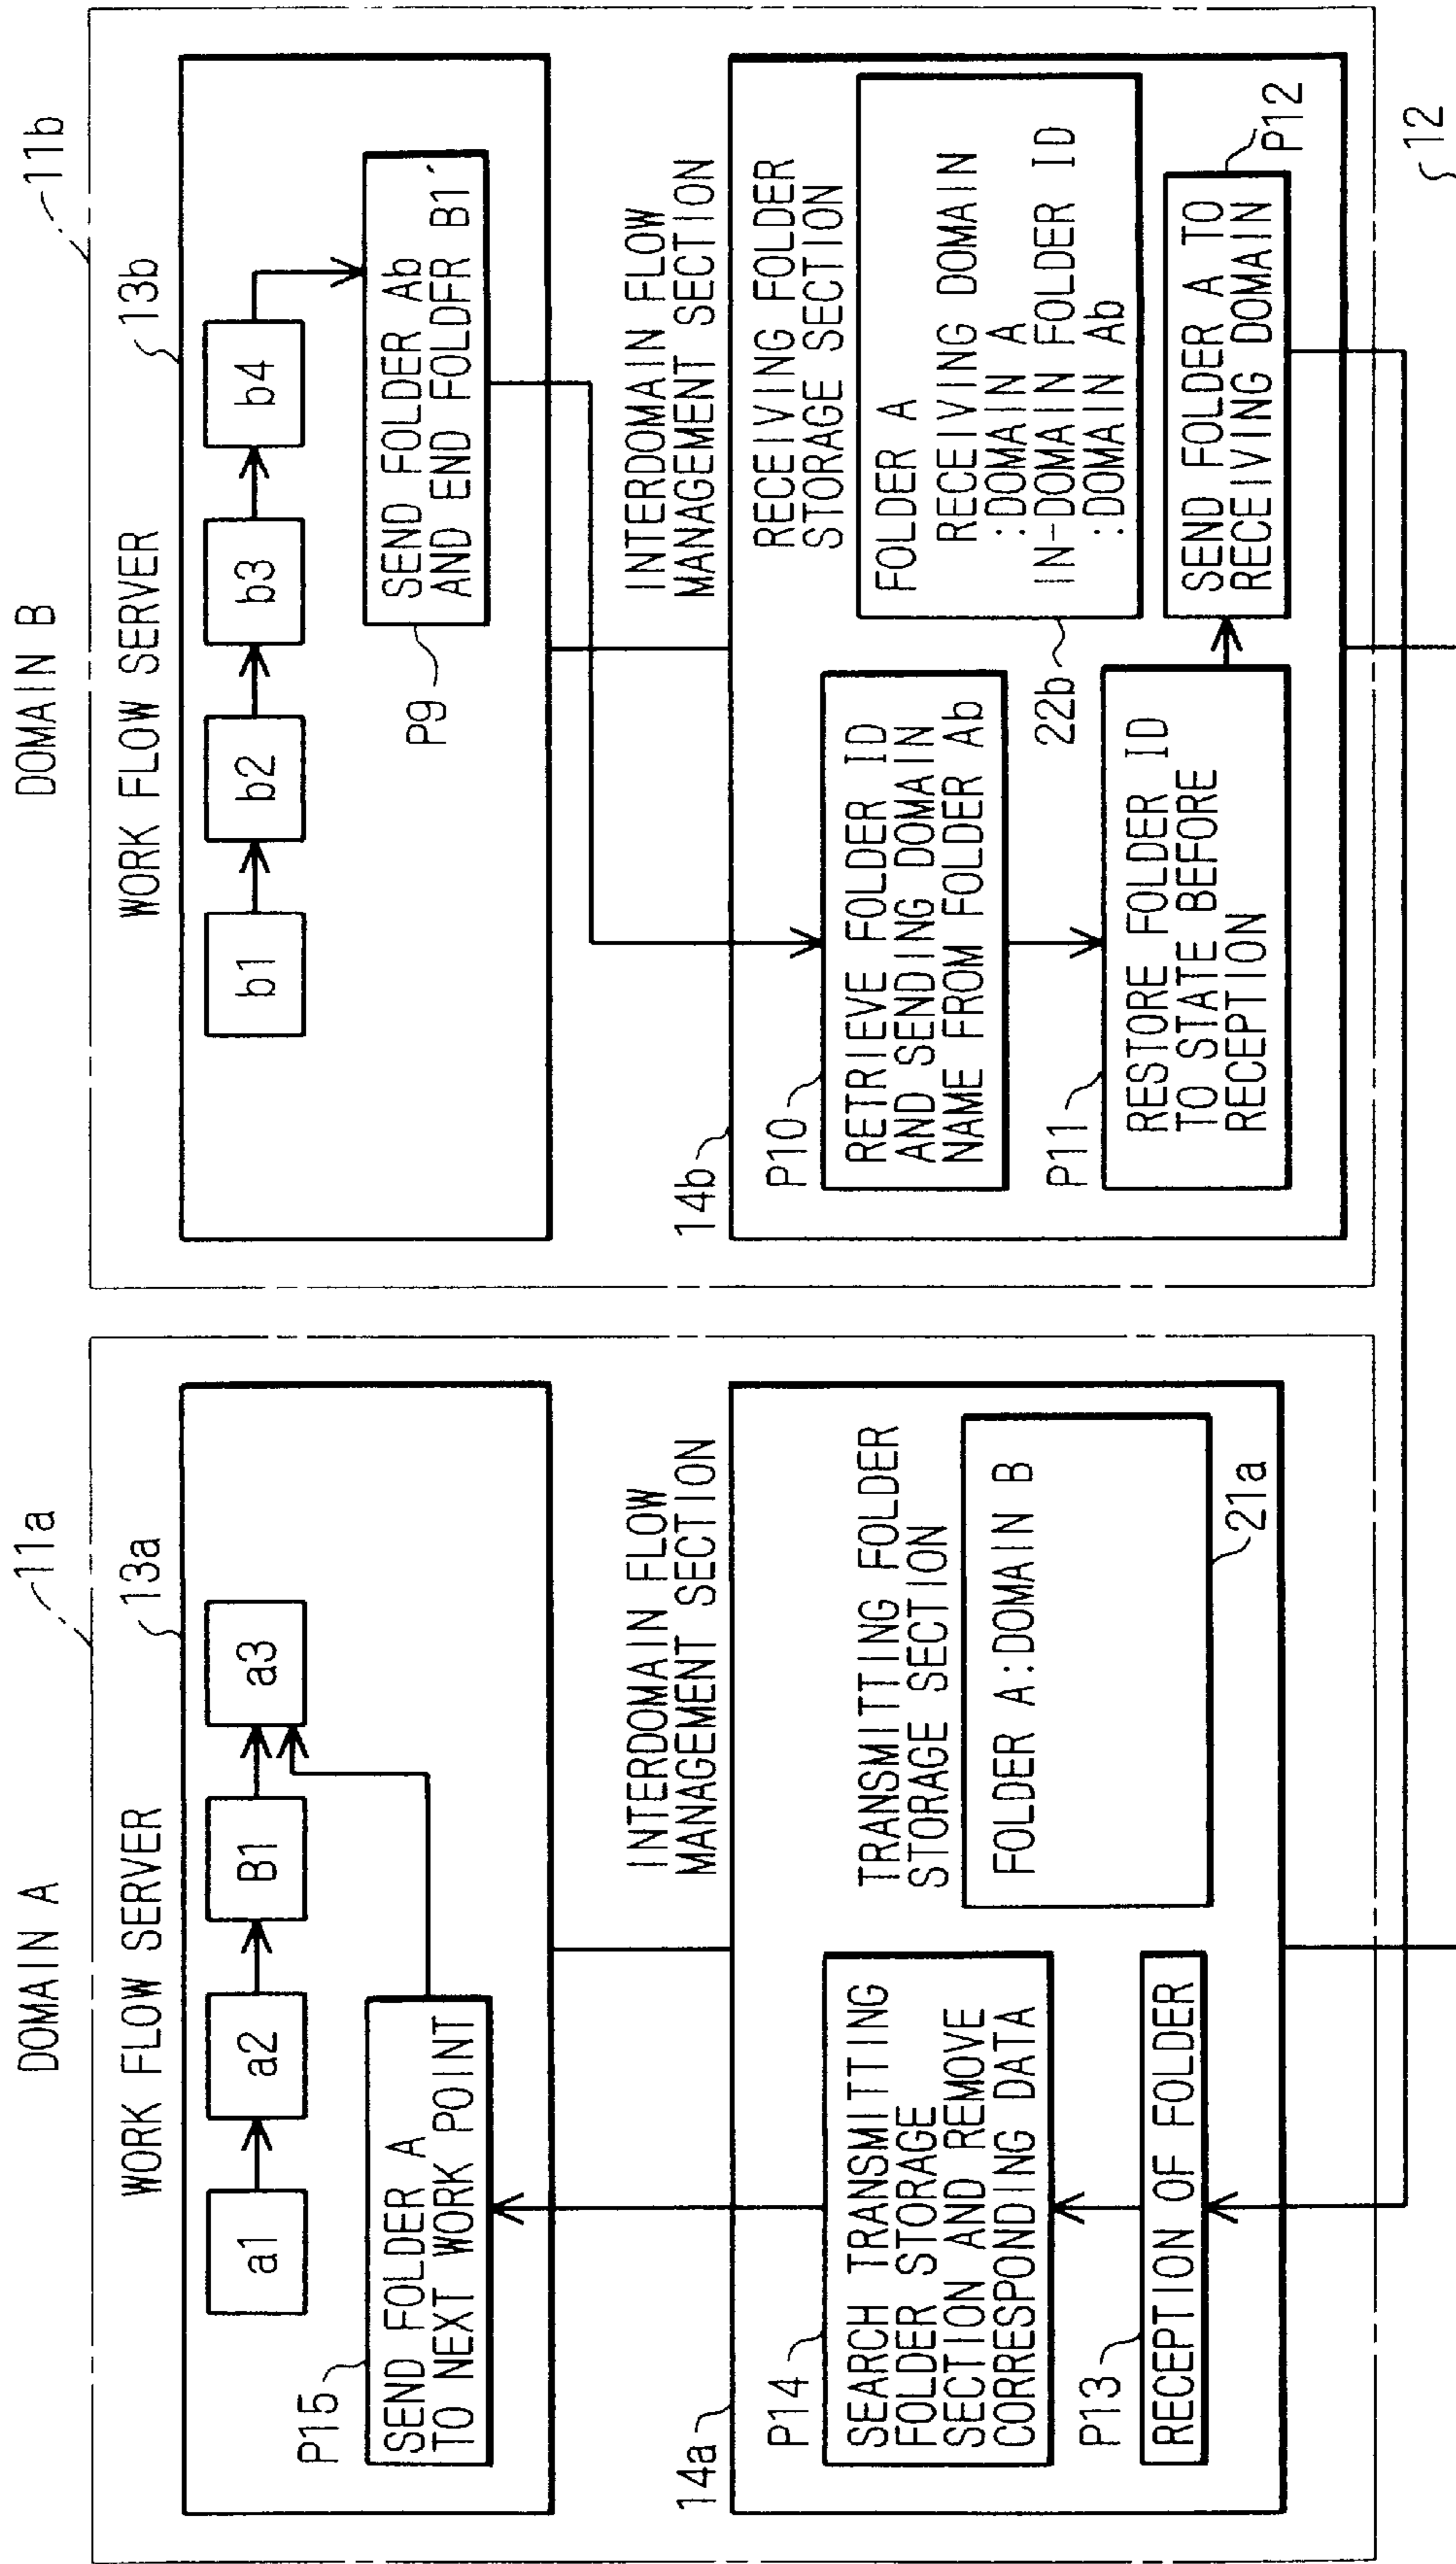 DOMAIN A
11a
WORK FLOW SERVER
13a
a1
a2
B1
a3
P15
SEND FOLDER A
TO NEXT WORK POINT
INTERDOMAIN FLOW
MANAGEMENT SECTION
14a
P14
SEARCH TRANSMITTING
FOLDER STORAGE
SECTION AND REMOVE
CORRESPONDING DATA
P13
RECEPTION OF FOLDER
TRANSMITTING FOLDER
STORAGE SECTION
FOLDER A:DOMAIN B
21a
DOMAIN B
11b
WORK FLOW SERVER
13b
b1
b2
b3
b4
SEND FOLDER Ab
AND END FOLDFR B1´
P9
INTERDOMAIN FLOW
MANAGEMENT SECTION
14b
P10
RETRIEVE FOLDER ID
AND SENDING DOMAIN
NAME FROM FOLDER Ab
P11
RESTORE FOLDER ID
TO STATE BEFORE
RECEPTION
RECEIVING FOLDER
STORAGE SECTION
FOLDER A
RECEIVING DOMAIN
:DOMAIN A
IN-DOMAIN FOLDER ID
:DOMAIN Ab
22b
SEND FOLDER A TO
RECEIVING DOMAIN
P12
12